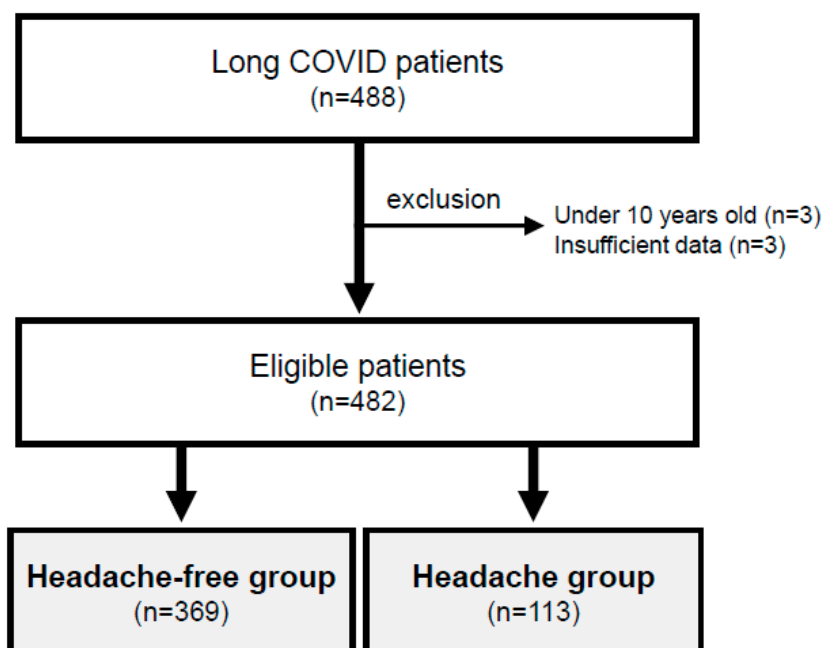 Long COVID patients
(n=488)
exclusion
Under 10 years old (n=3)
Insufficient data (n=3)
Eligible patients
(n=482)
Headache-free group
(n=369)
Headache group
(n=113)